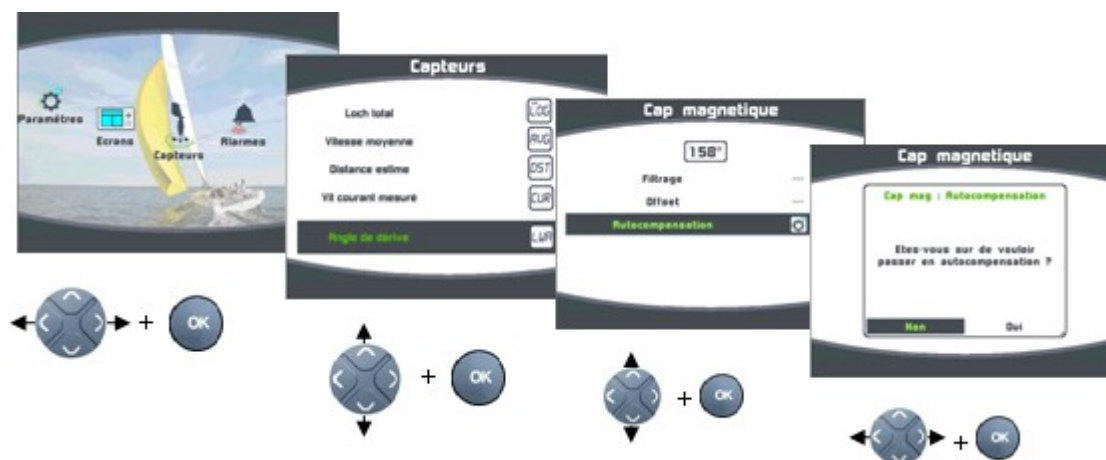 Paramétres
Ecrans
Capteurs
Alarmes
OK
Capteurs
Loch total
LOG
Vitesse moyenne
AVG
Distance estime
DST
Vit courant mesuré
CUR
Angle de dérive
LWA
OK
Cap magnetique
158°
Filtrage ---
Offset ---
Autocompensation
OK
Cap magnetique
Cap mag : Autocompensation
Etes-vous sur de vouloir
passer en autocompensation ?
Non Oui
OK